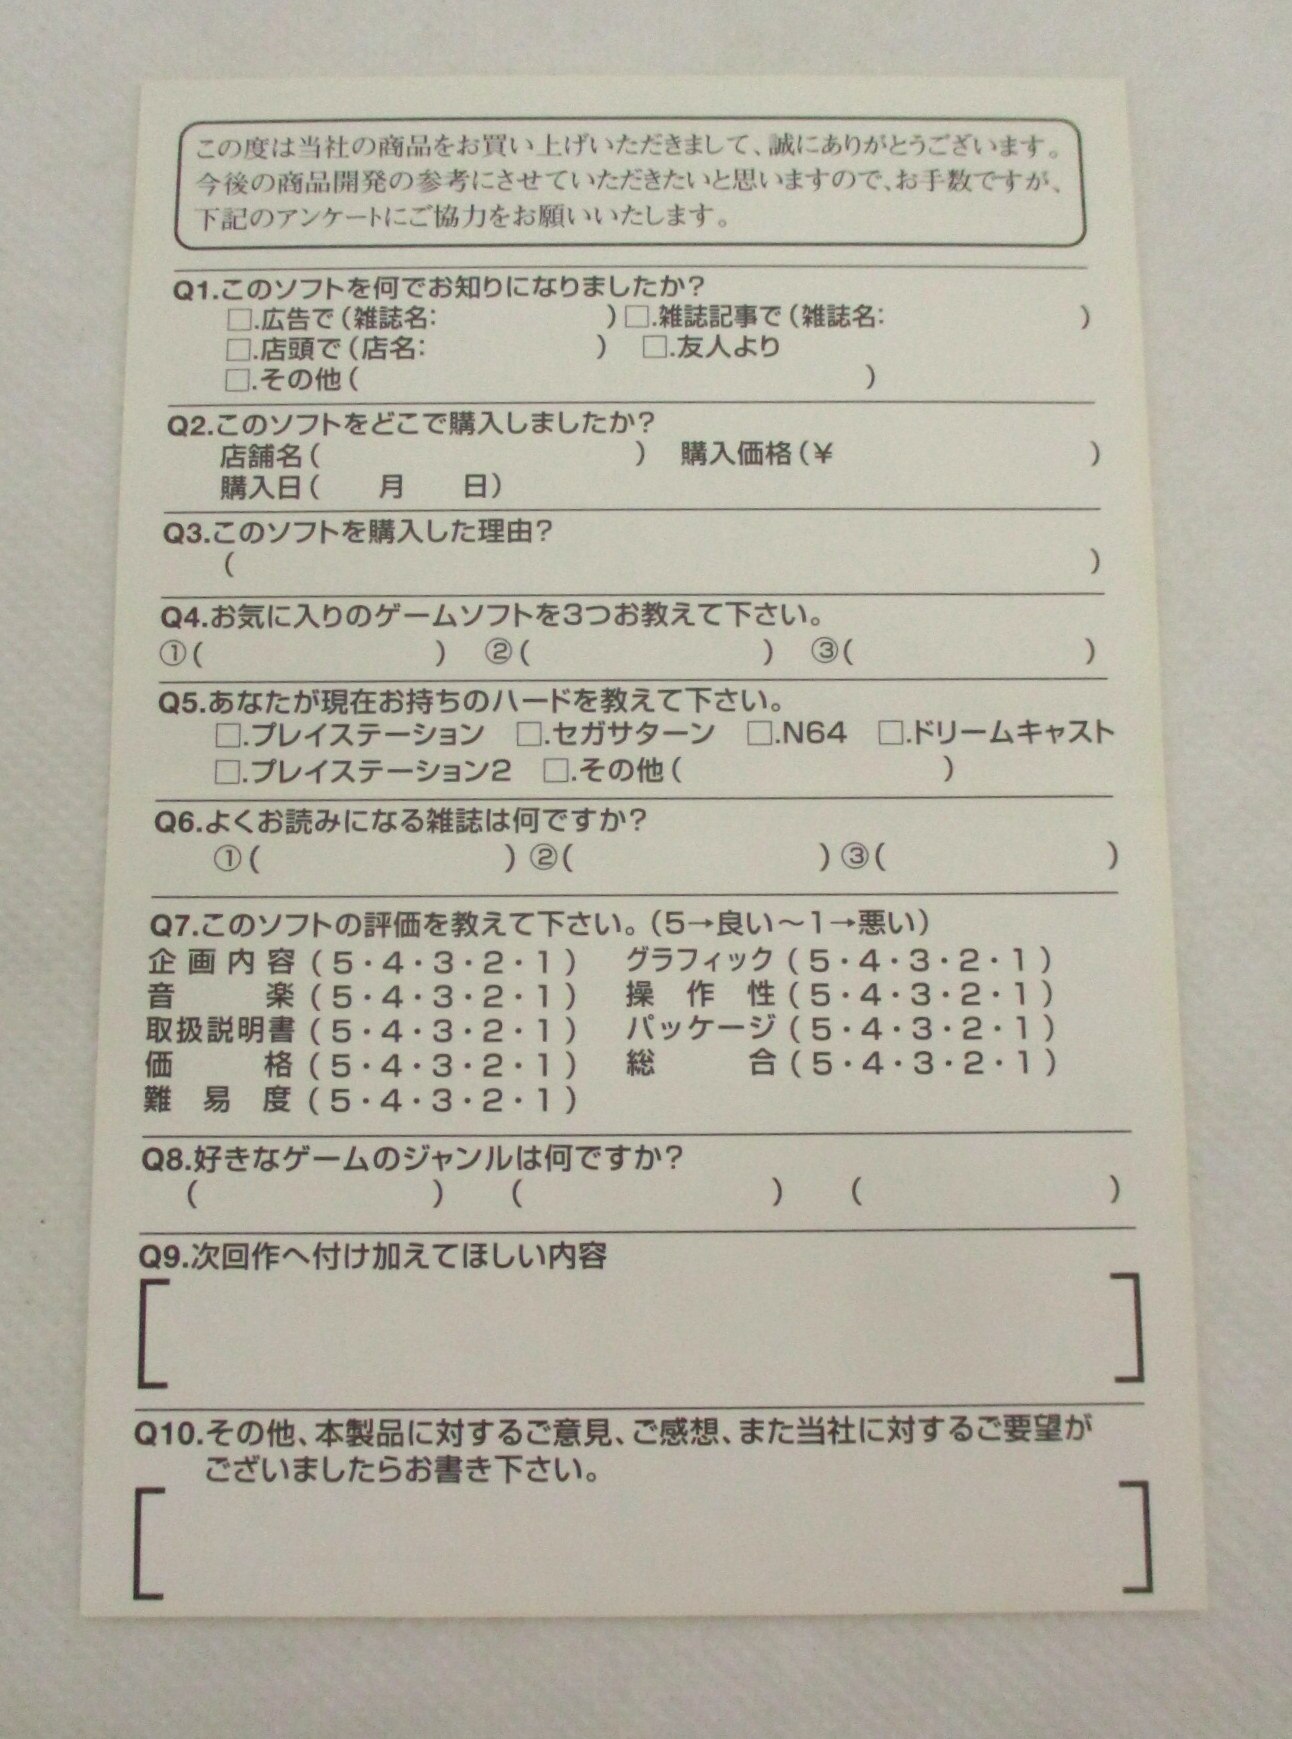 この度は当社の商品をお買い上げいただきまして、誠にありがとうございます。
今後の商品開発の参考にさせていただきたいと思いますので、お手数ですが、
下記のアンケートにご協力をお願いいたします。
Q1.このソフトを何でお知りになりましたか?
□.広告で(雑誌名: )□.雑誌記事で(雑誌名: )
□.店頭で(店名: ) □.友人より
□.その他( )
Q2.このソフトをどこで購入しましたか?
店舗名( ) 購入価格(¥ )
購入日( 月 日)
Q3.このソフトを購入した理由?
( )
Q4.お気に入りのゲームソフトを3つお教えて下さい。
①( ) ②( ) ③( )
Q5.あなたが現在お持ちのハードを教えて下さい。
□.プレイステーション □.セガサターン □.N64 □.ドリームキャスト
□.プレイステーション2 □.その他( )
Q6.よくお読みになる雑誌は何ですか?
①( ) ②( ) ③( )
Q7.このソフトの評価を教えて下さい。(5→良い～1→悪い)
企画内容(5・4・3・2・1) グラフィック(5・4・3・2・1)
音楽(5・4・3・2・1) 操作性(5・4・3・2・1)
取扱説明書(5・4・3・2・1) パッケージ(5・4・3・2・1)
価格(5・4・3・2・1) 総合(5・4・3・2・1)
難易度(5・4・3・2・1)
Q8.好きなゲームのジャンルは何ですか?
( ) ( ) ( )
Q9.次回作へ付け加えてほしい内容
[ ]
Q10.その他、本製品に対するご意見、ご感想、また当社に対するご要望が
ございましたらお書き下さい。
[ ]